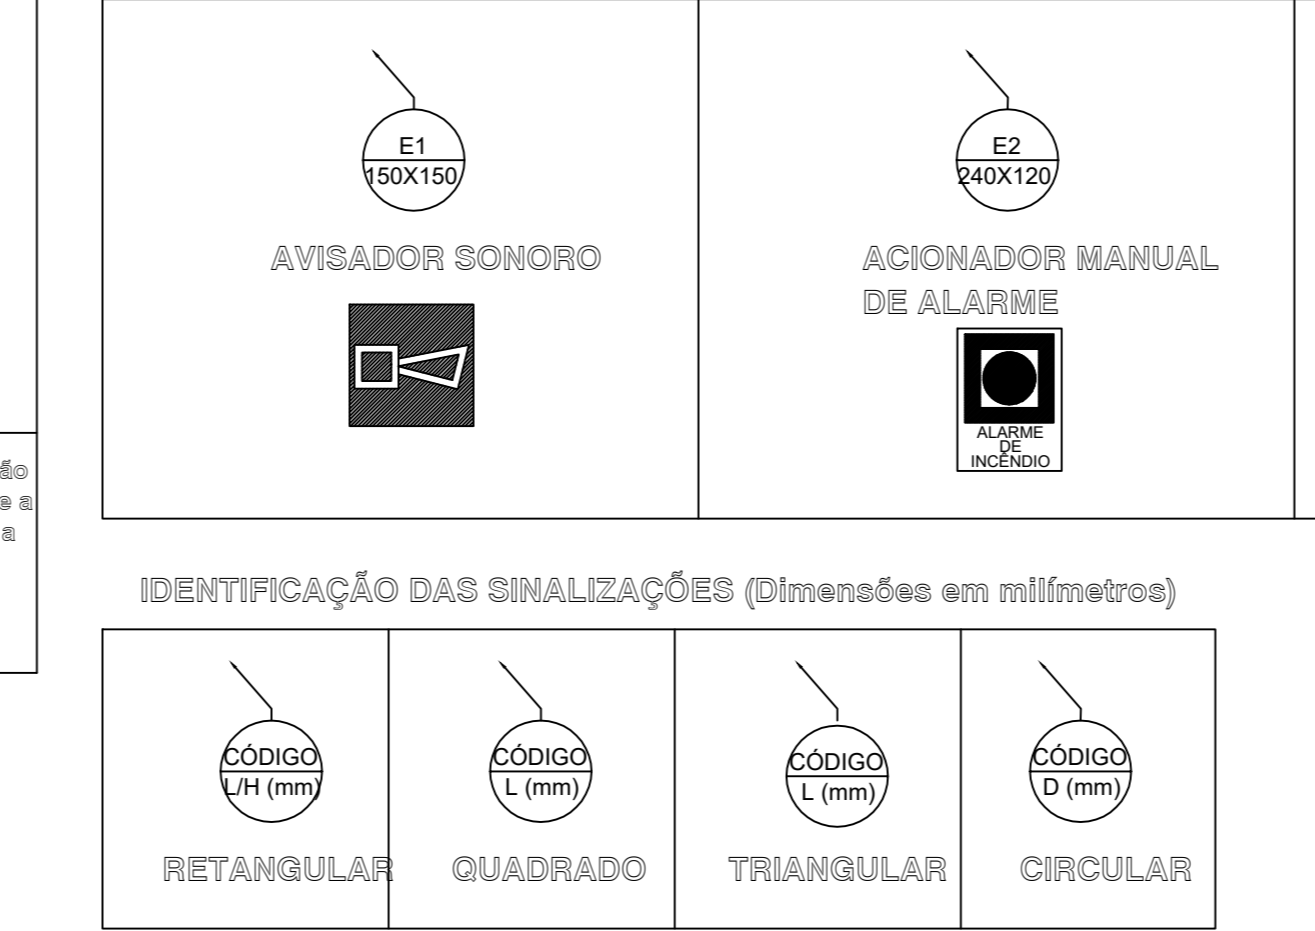 E1
150X150
AVISADOR SONORO
E2
240X120
ACIONADOR MANUAL
DE ALARME
ALARME
DE
INCÊNDIO
ão
e a
a
IDENTIFICAÇÃO DAS SINALIZAÇÕES (Dimensões em milímetros)
CÓDIGO
L/H (mm)
RETANGULAR
CÓDIGO
L (mm)
QUADRADO
CÓDIGO
L (mm)
TRIANGULAR
CÓDIGO
D (mm)
CIRCULAR